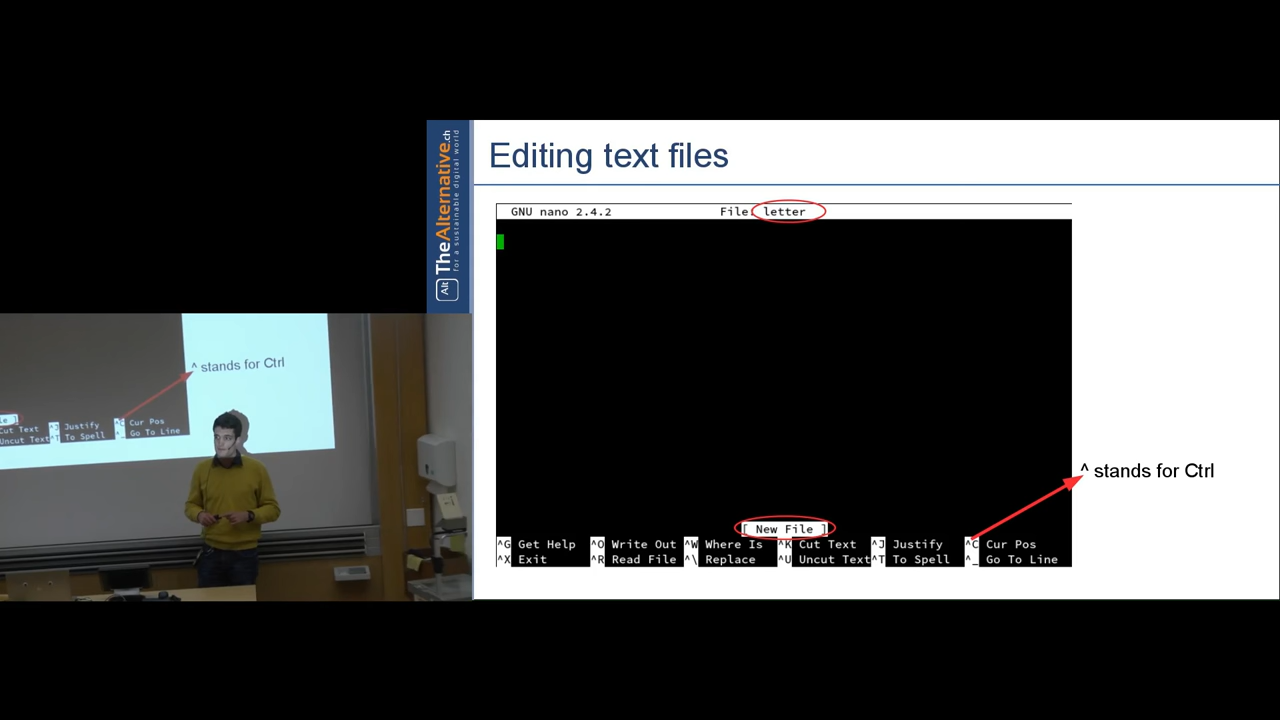 Editing text files
Alt TheAlternative.ch
for a sustainable digital world
GNU nano 2.4.2 File: letter
[ New File ]
^G Get Help ^O Write Out ^W Where Is ^K Cut Text ^J Justify ^C Cur Pos
^X Exit ^R Read File ^\ Replace ^U Uncut Text ^T To Spell ^_ Go To Line
^ stands for Ctrl
^ stands for Ctrl
le ]
Cut Text ^J Justify ^C Cur Pos
Uncut Text ^T To Spell ^_ Go To Line